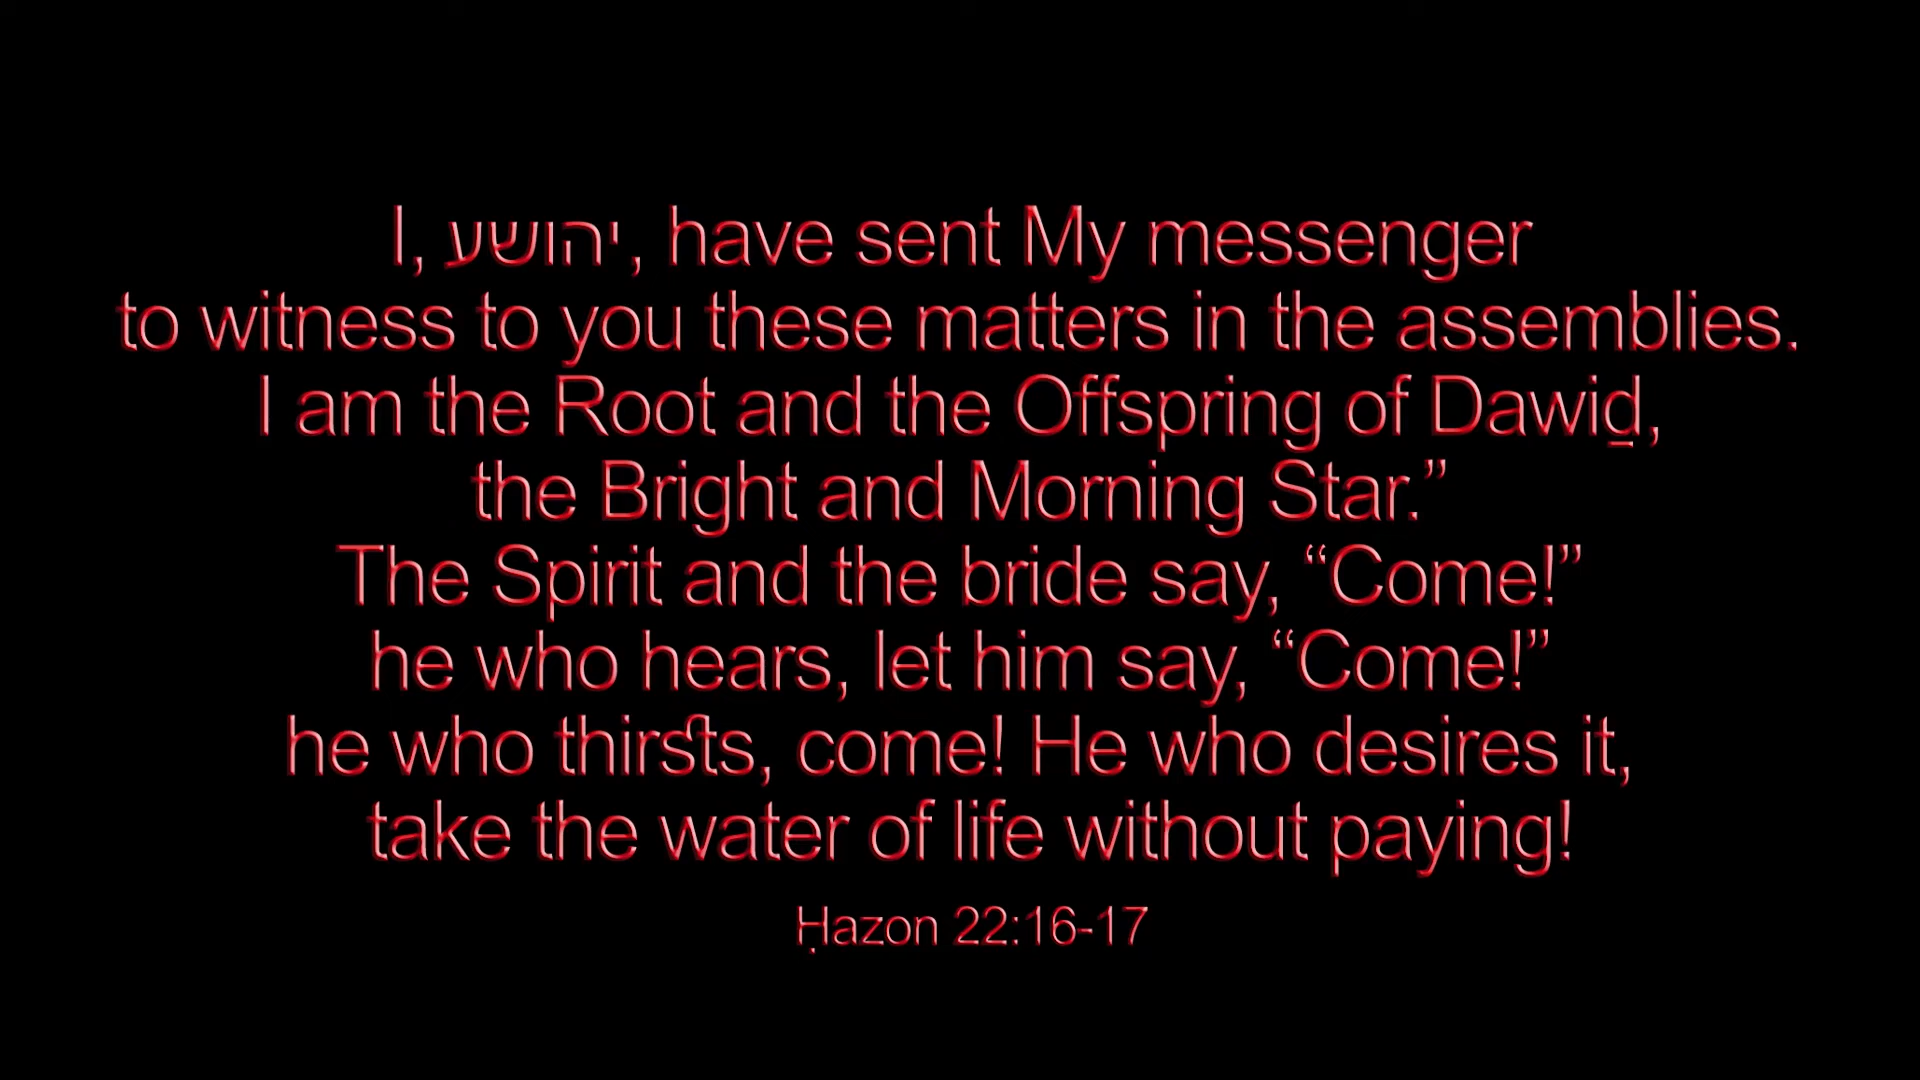 I, יהושע, have sent My messenger
to witness to you these matters in the assemblies.
I am the Root and the Offspring of Dawiḏ,
the Bright and Morning Star.”
The Spirit and the bride say, “Come!”
he who hears, let him say, “Come!”
he who thirsts, come! He who desires it,
take the water of life without paying!
Ḥazon 22:16-17